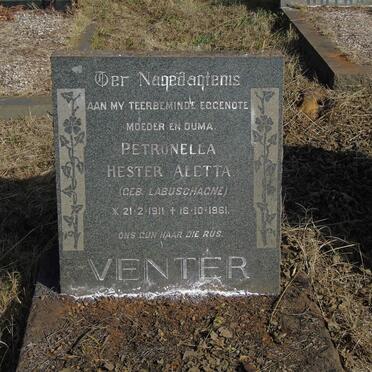 Ter Nagedagtenis
AAN MY TEERBEMINDE EGGENOTE
MOEDER EN OUMA
PETRONELLA
HESTER ALETTA
(GEB. LABUSCHAGNE)
X 21-2-1911 + 16-10-1961.
ONS GUN HAAR DIE RUS.
VENTER